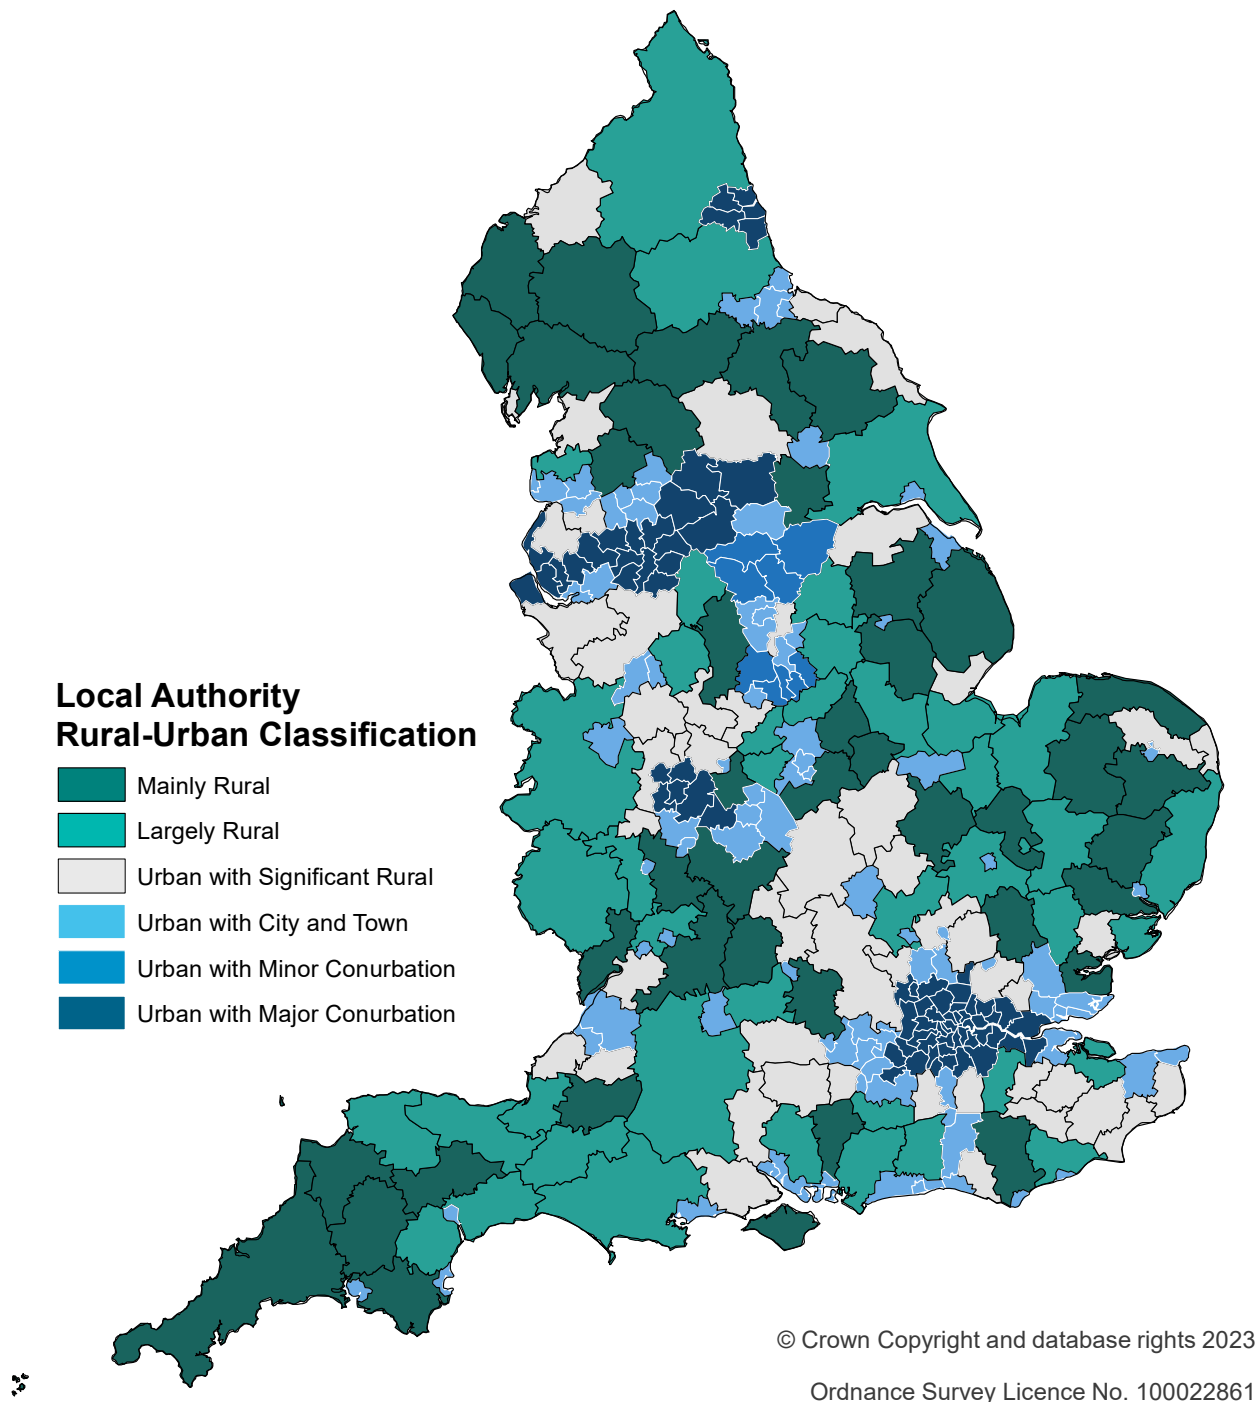 Local Authority
Rural-Urban Classification
Mainly Rural
Largely Rural
Urban with Significant Rural
Urban with City and Town
Urban with Minor Conurbation
Urban with Major Conurbation
© Crown Copyright and database rights 2023
Ordnance Survey Licence No. 100022861